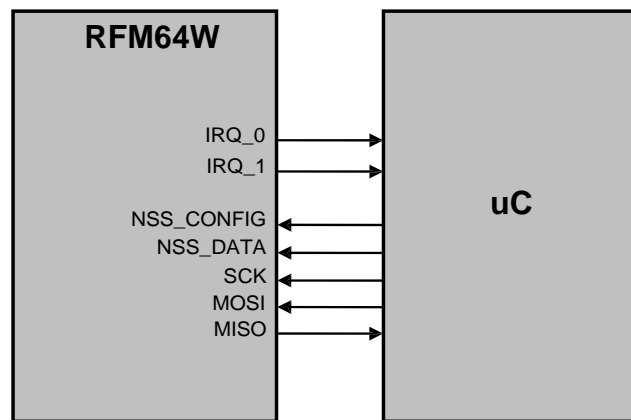 RFM64W
IRQ_0
IRQ_1
uC
NSS_CONFIG
NSS_DATA
SCK
MOSI
MISO